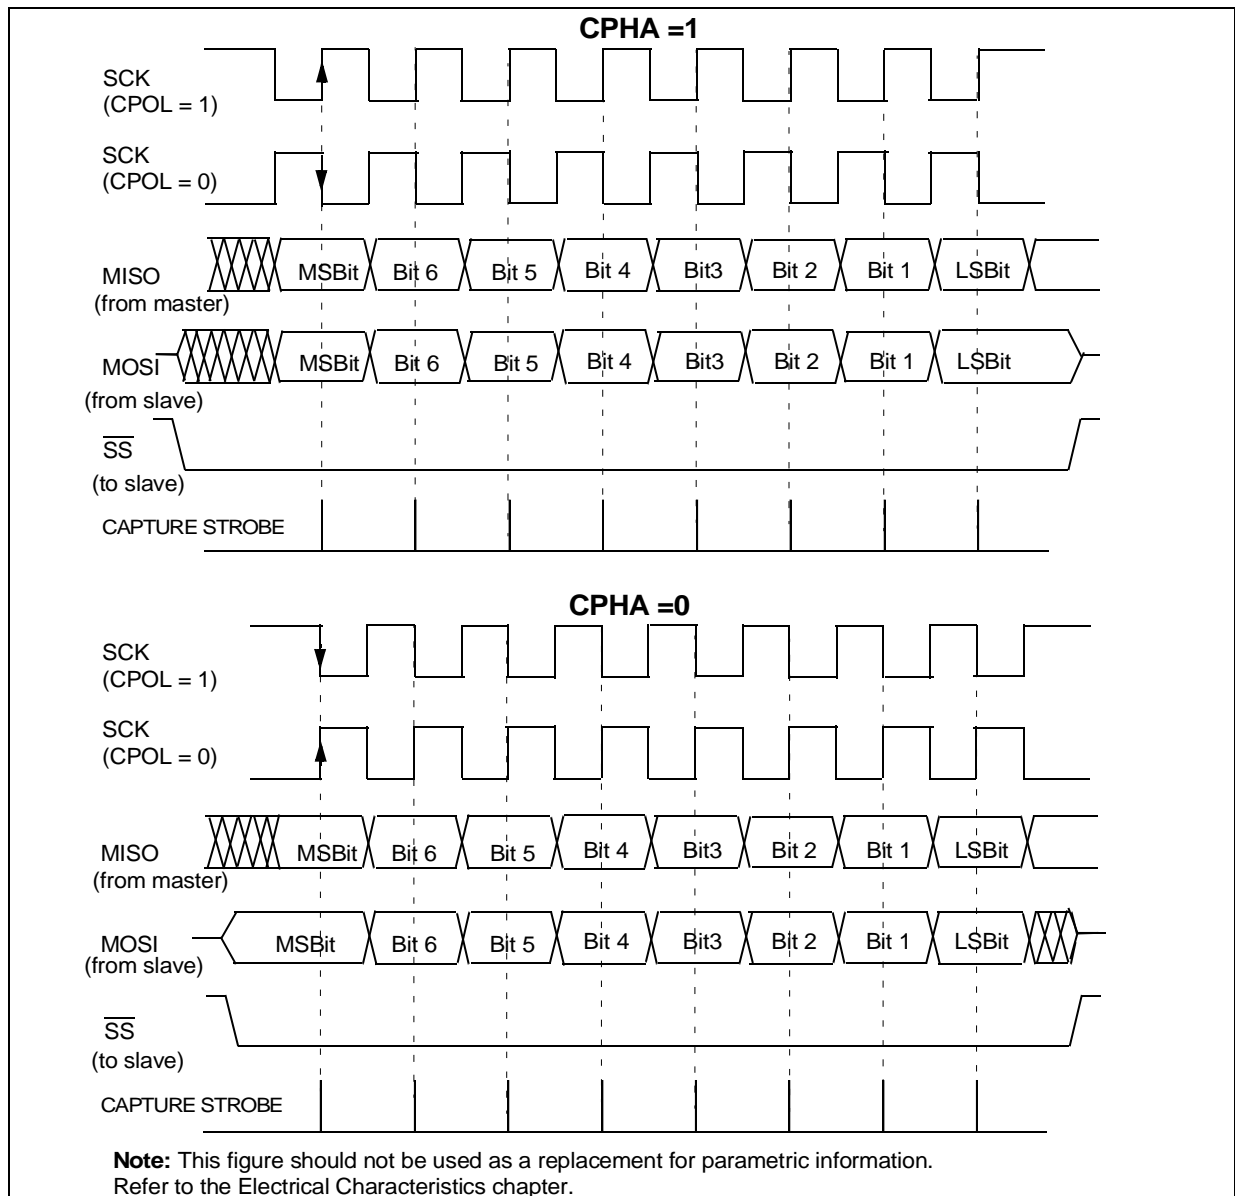 CPHA =1
SCK
(CPOL = 1)
SCK
(CPOL = 0)
MISO
(from master)
MSBit Bit 6 Bit 5 Bit 4 Bit3 Bit 2 Bit 1 LSBit
MOSI
(from slave)
MSBit Bit 6 Bit 5 Bit 4 Bit3 Bit 2 Bit 1 LSBit
SS
(to slave)
CAPTURE STROBE
CPHA =0
SCK
(CPOL = 1)
SCK
(CPOL = 0)
MISO
(from master)
MSBit Bit 6 Bit 5 Bit 4 Bit3 Bit 2 Bit 1 LSBit
MOSI
(from slave)
MSBit Bit 6 Bit 5 Bit 4 Bit3 Bit 2 Bit 1 LSBit
SS
(to slave)
CAPTURE STROBE
Note: This figure should not be used as a replacement for parametric information.
Refer to the Electrical Characteristics chapter.